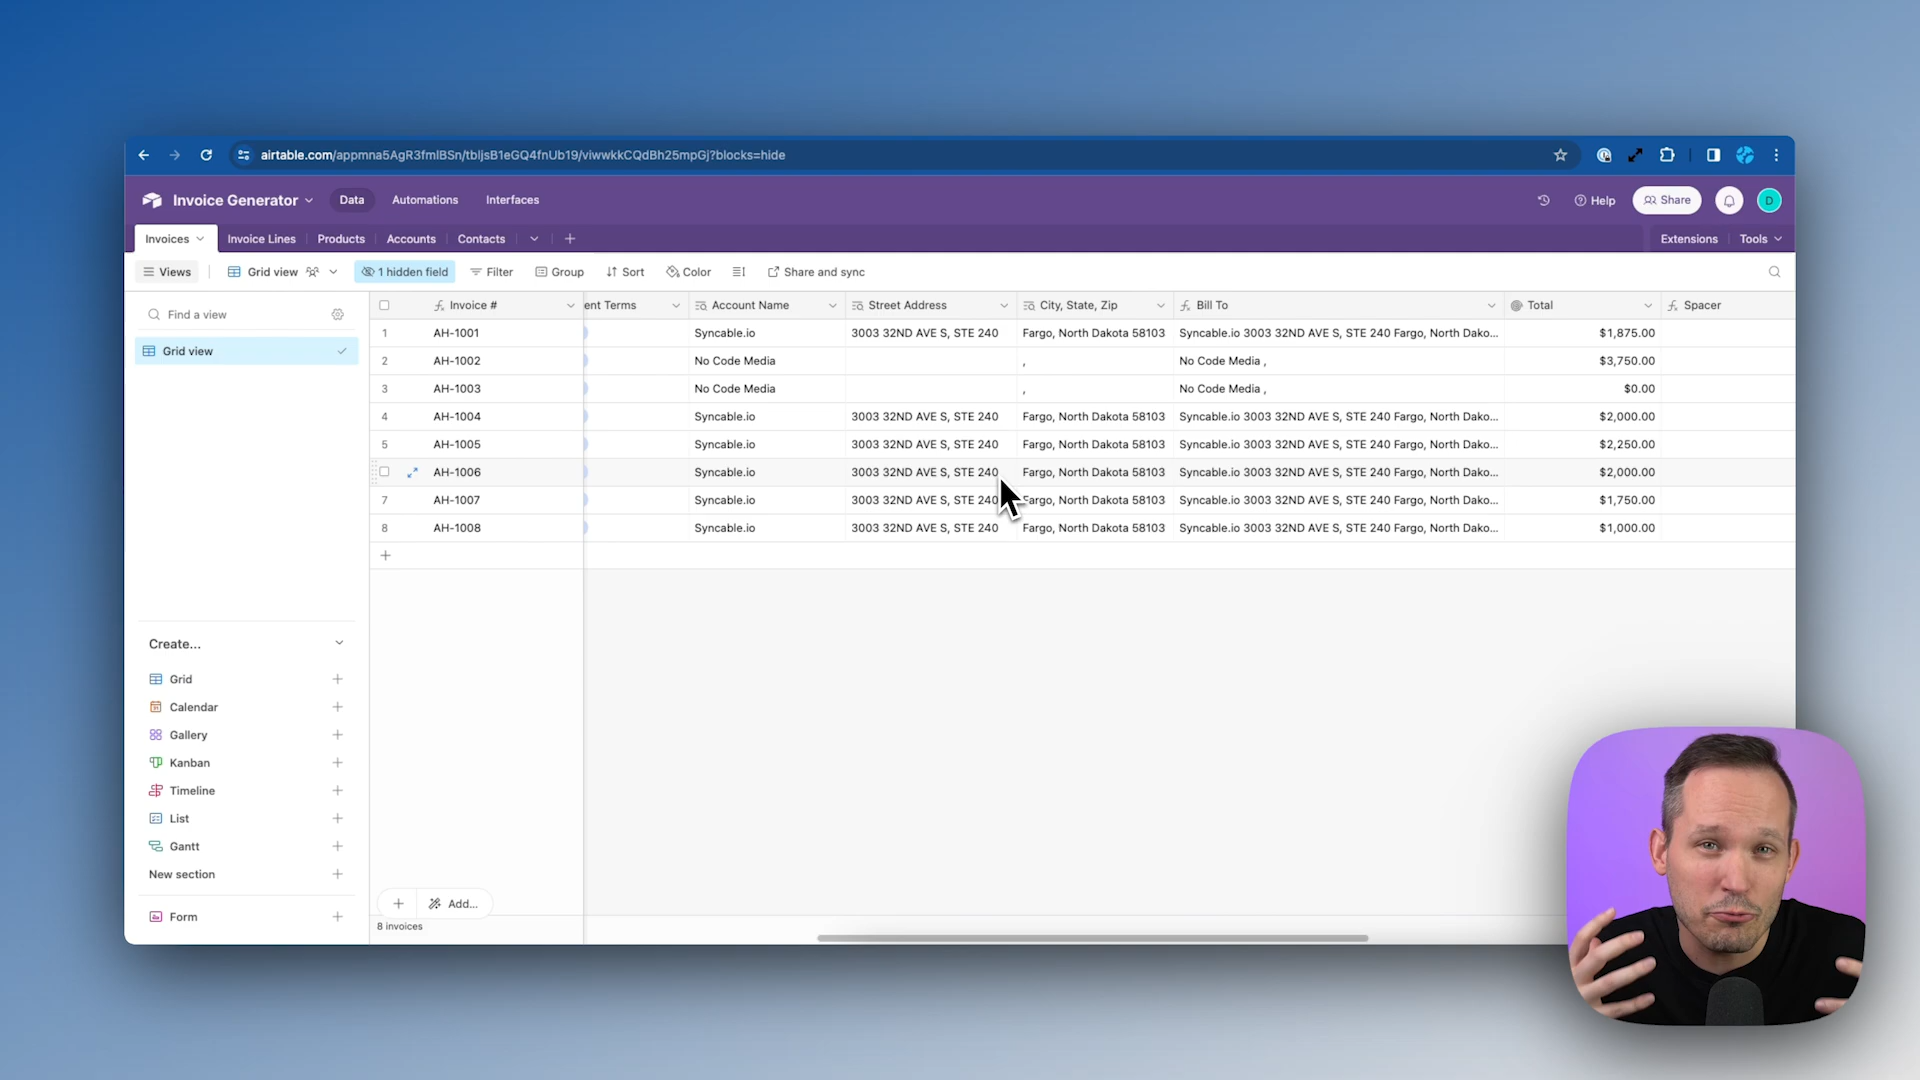 airtable.com/appmna5AgR3fmlBSn/tbljsB1eGQ4fnUb19/viwwkkCQdBh25mpGj?blocks=hide
Invoice Generator Data Automations Interfaces Help Share D
Invoices Invoice Lines Products Accounts Contacts Extensions Tools
Views Grid view 1 hidden field Filter Group Sort Color Share and sync
Find a view
Grid view
Invoice # ent Terms Account Name Street Address City, State, Zip Bill To Total Spacer
1 AH-1001 Syncable.io 3003 32ND AVE S, STE 240 Fargo, North Dakota 58103 Syncable.io 3003 32ND AVE S, STE 240 Fargo, North Dako... $1,875.00
2 AH-1002 No Code Media , No Code Media , $3,750.00
3 AH-1003 No Code Media , No Code Media , $0.00
4 AH-1004 Syncable.io 3003 32ND AVE S, STE 240 Fargo, North Dakota 58103 Syncable.io 3003 32ND AVE S, STE 240 Fargo, North Dako... $2,000.00
5 AH-1005 Syncable.io 3003 32ND AVE S, STE 240 Fargo, North Dakota 58103 Syncable.io 3003 32ND AVE S, STE 240 Fargo, North Dako... $2,250.00
AH-1006 Syncable.io 3003 32ND AVE S, STE 240 Fargo, North Dakota 58103 Syncable.io 3003 32ND AVE S, STE 240 Fargo, North Dako... $2,000.00
7 AH-1007 Syncable.io 3003 32ND AVE S, STE 240 Fargo, North Dakota 58103 Syncable.io 3003 32ND AVE S, STE 240 Fargo, North Dako... $1,750.00
8 AH-1008 Syncable.io 3003 32ND AVE S, STE 240 Fargo, North Dakota 58103 Syncable.io 3003 32ND AVE S, STE 240 Fargo, North Dako... $1,000.00
Create...
Grid
Calendar
Gallery
Kanban
Timeline
List
Gantt
New section
Form
Add...
8 invoices